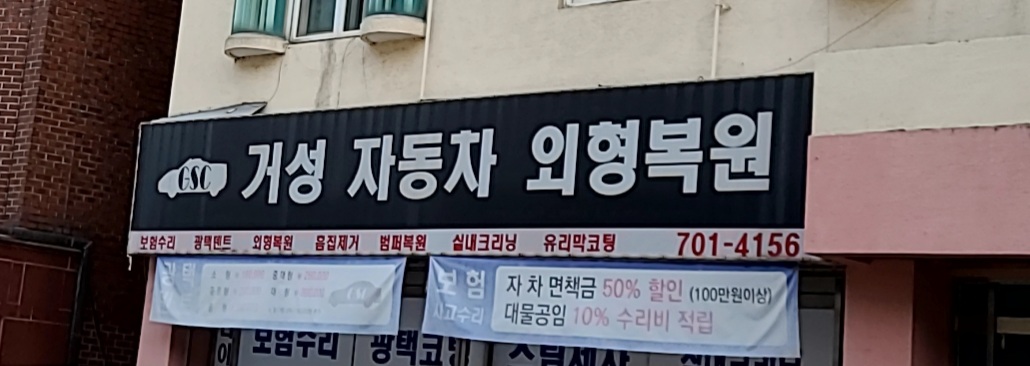 GSC 거성 자동차 외형복원
보험수리 광택텐트 외형복원 흠집제거 범퍼복원 실내크리닝 유리막코팅 701-4156
광택
보험
사고수리
자차 면책금 50% 할인 (100만원이상)
대물공임 10% 수리비 적립
보험수리 광택코팅